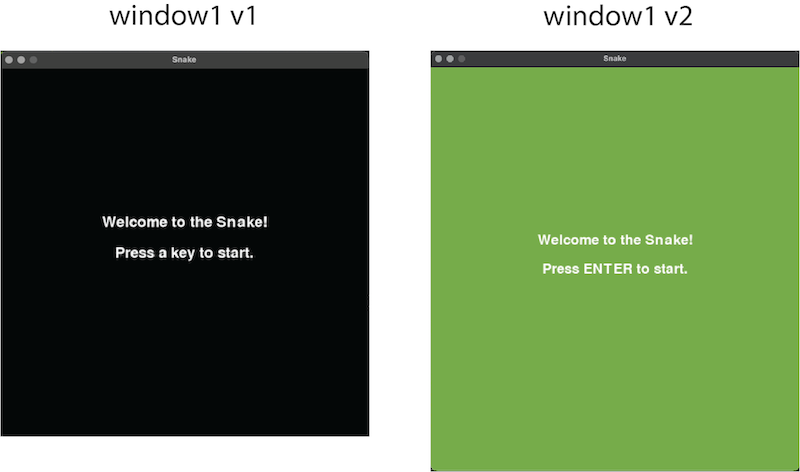 window1 v1
Snake
Welcome to the Snake!
Press a key to start.
window1 v2
Snake
Welcome to the Snake!
Press ENTER to start.